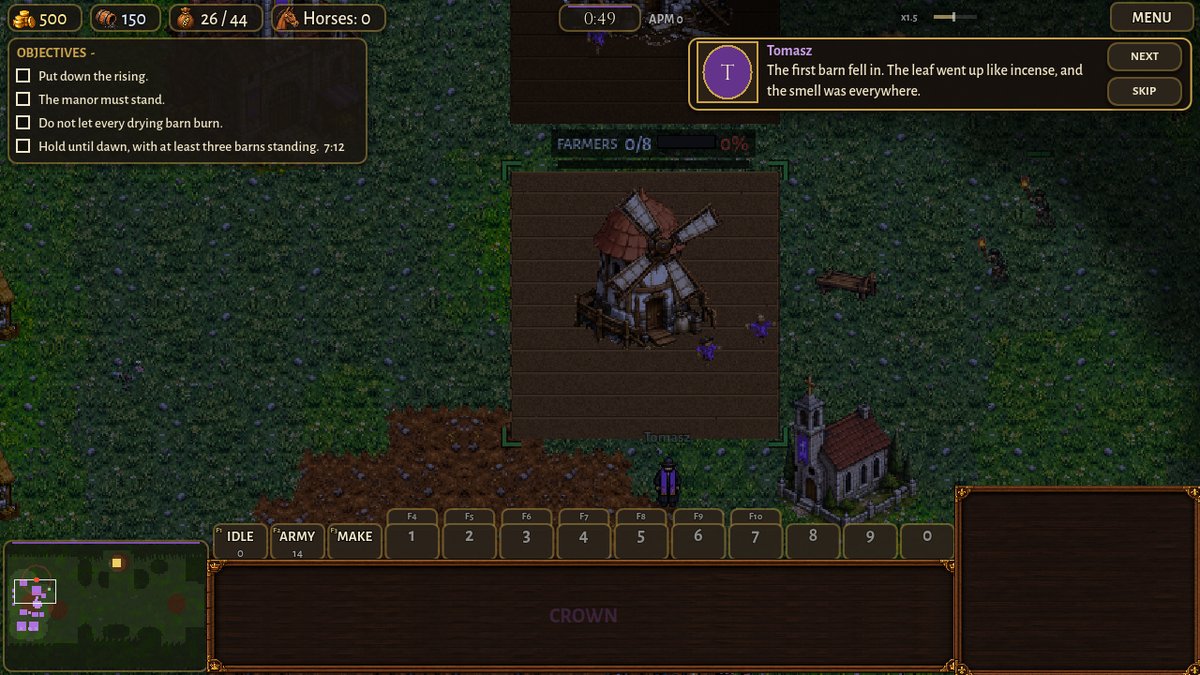 500
150
26 / 44
Horses: 0
0:49
APM 0
x1.5
MENU
OBJECTIVES -
Put down the rising.
The manor must stand.
Do not let every drying barn burn.
Hold until dawn, with at least three barns standing. 7:12
T
Tomasz
The first barn fell in. The leaf went up like incense, and
the smell was everywhere.
NEXT
SKIP
FARMERS 0/8
0%
Tomasz
F1 IDLE
0
F2 ARMY
14
F3 MAKE
F4
1
F5
2
F6
3
F7
4
F8
5
F9
6
F10
7
8
9
0
CROWN